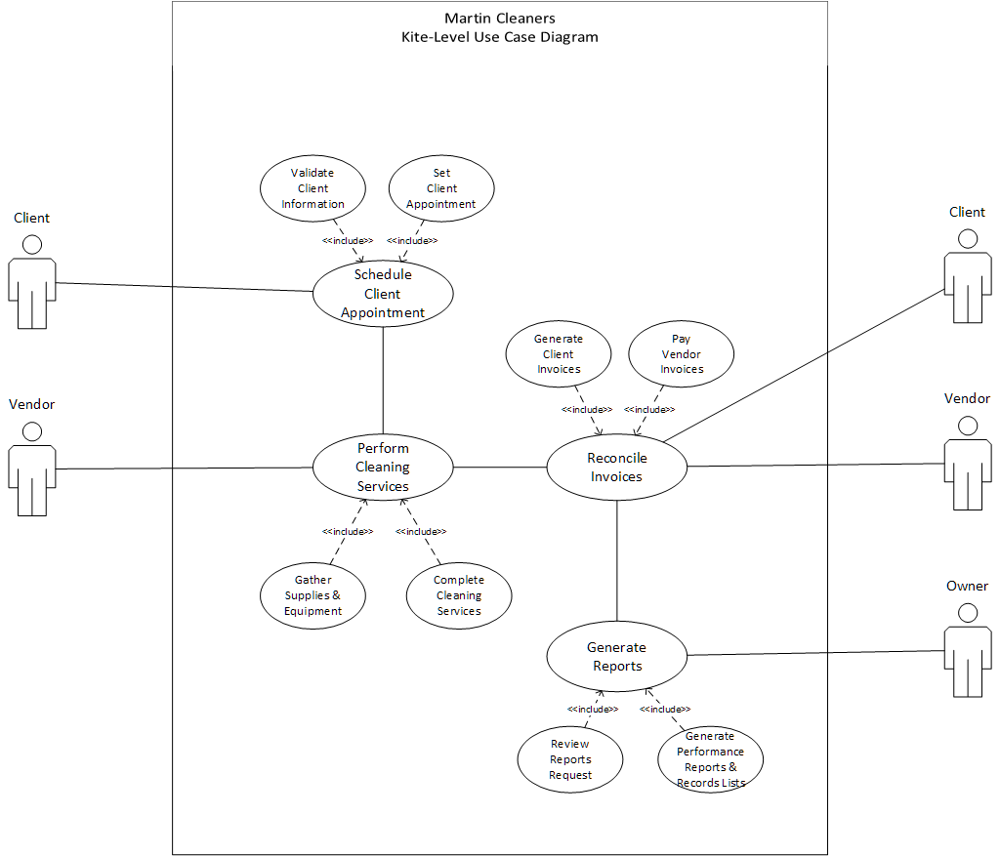 Martin Cleaners
Kite-Level Use Case Diagram
Validate
Client
Information
Set
Client
Appointment
Client
Client
<<include>>
<<include>>
Schedule
Client
Appointment
Generate
Client
Invoices
Pay
Vendor
Invoices
Vendor
Vendor
<<include>>
<<include>>
Perform
Cleaning
Services
Reconcile
Invoices
<<include>>
<<include>>
Gather
Supplies &
Equipment
Complete
Cleaning
Services
Owner
Generate
Reports
<<include>>
<<include>>
Review
Reports
Request
Generate
Performance
Reports &
Records Lists